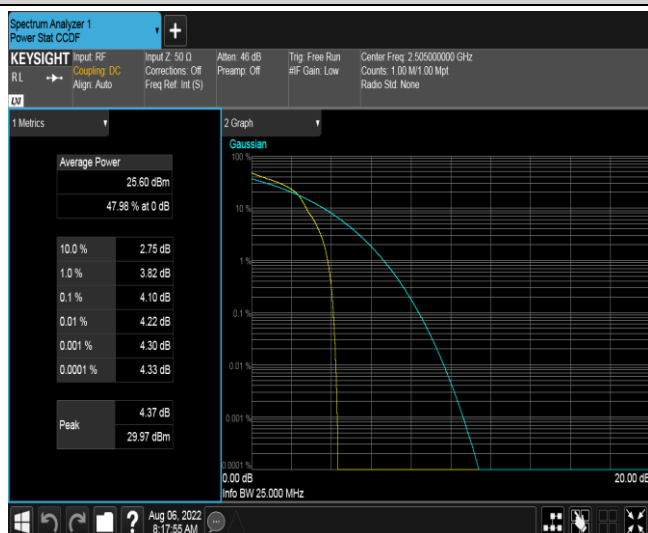 Spectrum Analyzer 1
Power Stat CCDF
KEYSIGHT
RL
LXI
Input: RF
Coupling: DC
Align: Auto
Input Z: 50 Ω
Corrections: Off
Freq Ref: Int (S)
Atten: 46 dB
Preamp: Off
Trig: Free Run
#IF Gain: Low
Center Freq: 2.505000000 GHz
Counts: 1.00 M/1.00 Mpt
Radio Std: None
1 Metrics
Average Power
25.60 dBm
47.98 % at 0 dB
10.0 % 2.75 dB
1.0 % 3.82 dB
0.1 % 4.10 dB
0.01 % 4.22 dB
0.001 % 4.30 dB
0.0001 % 4.33 dB
Peak
4.37 dB
29.97 dBm
2 Graph
Gaussian
100 %
10 %
1 %
0.1 %
0.01 %
0.001 %
0.0001 %
0.00 dB 20.00 dB
Info BW 25.000 MHz
Aug 06, 2022
8:17:55 AM